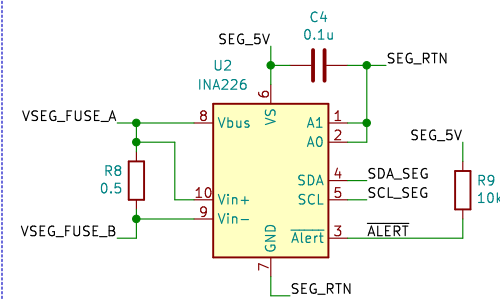 C4
0.1u
SEG_5V
SEG_RTN
U2
INA226
6
VS
VSEG_FUSE_A
8
Vbus
A1
1
A0
2
SEG_5V
R8
0.5
SDA
4
SDA_SEG
SCL
5
SCL_SEG
R9
10k
10
Vin+
9
Vin-
VSEG_FUSE_B
Alert
3
ALERT
GND
7
SEG_RTN